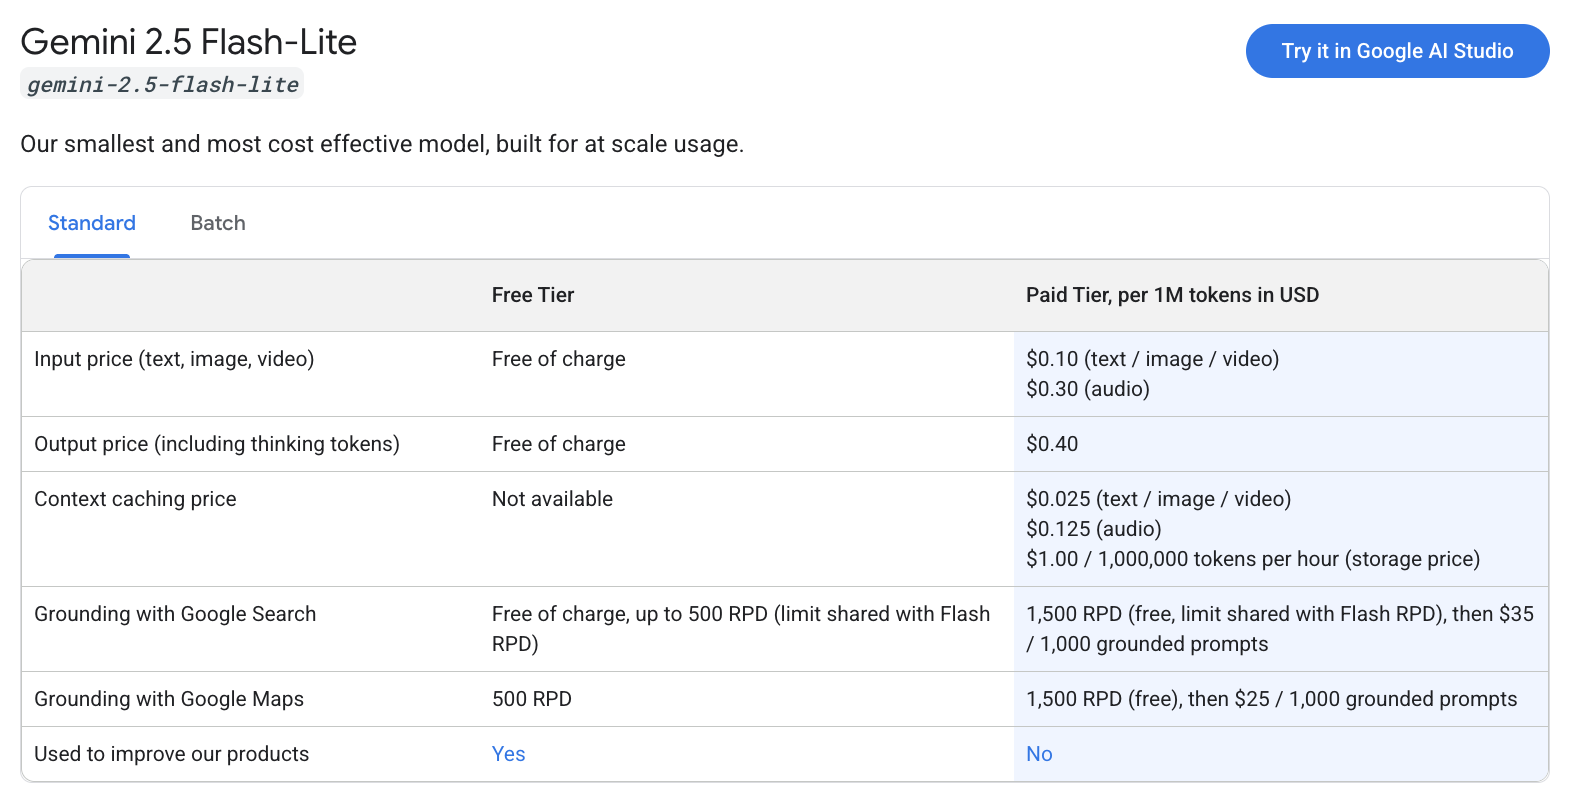 Gemini 2.5 Flash-Lite
Try it in Google AI Studio
gemini-2.5-flash-lite
Our smallest and most cost effective model, built for at scale usage.
Standard Batch
Free Tier Paid Tier, per 1M tokens in USD
Input price (text, image, video) Free of charge $0.10 (text / image / video)
$0.30 (audio)
Output price (including thinking tokens) Free of charge $0.40
Context caching price Not available $0.025 (text / image / video)
$0.125 (audio)
$1.00 / 1,000,000 tokens per hour (storage price)
Grounding with Google Search Free of charge, up to 500 RPD (limit shared with Flash 1,500 RPD (free, limit shared with Flash RPD), then $35
RPD) / 1,000 grounded prompts
Grounding with Google Maps 500 RPD 1,500 RPD (free), then $25 / 1,000 grounded prompts
Used to improve our products Yes No